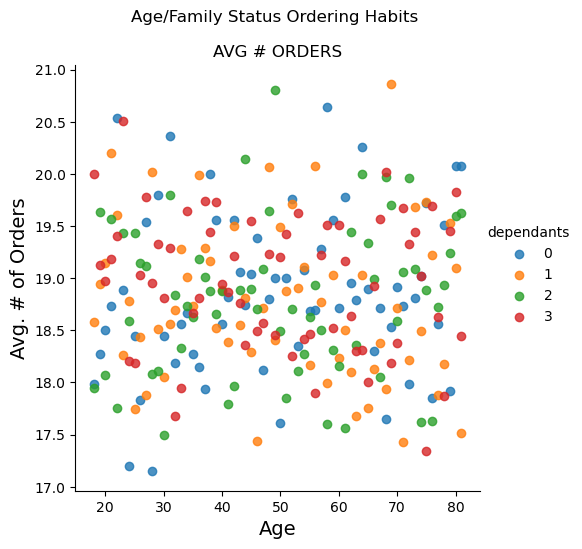 Age/Family Status Ordering Habits
AVG # ORDERS
21.0
20.5
20.0
19.5
19.0
18.5
18.0
17.5
17.0
Avg. # of Orders
20 30 40 50 60 70 80
Age
dependants
0
1
2
3